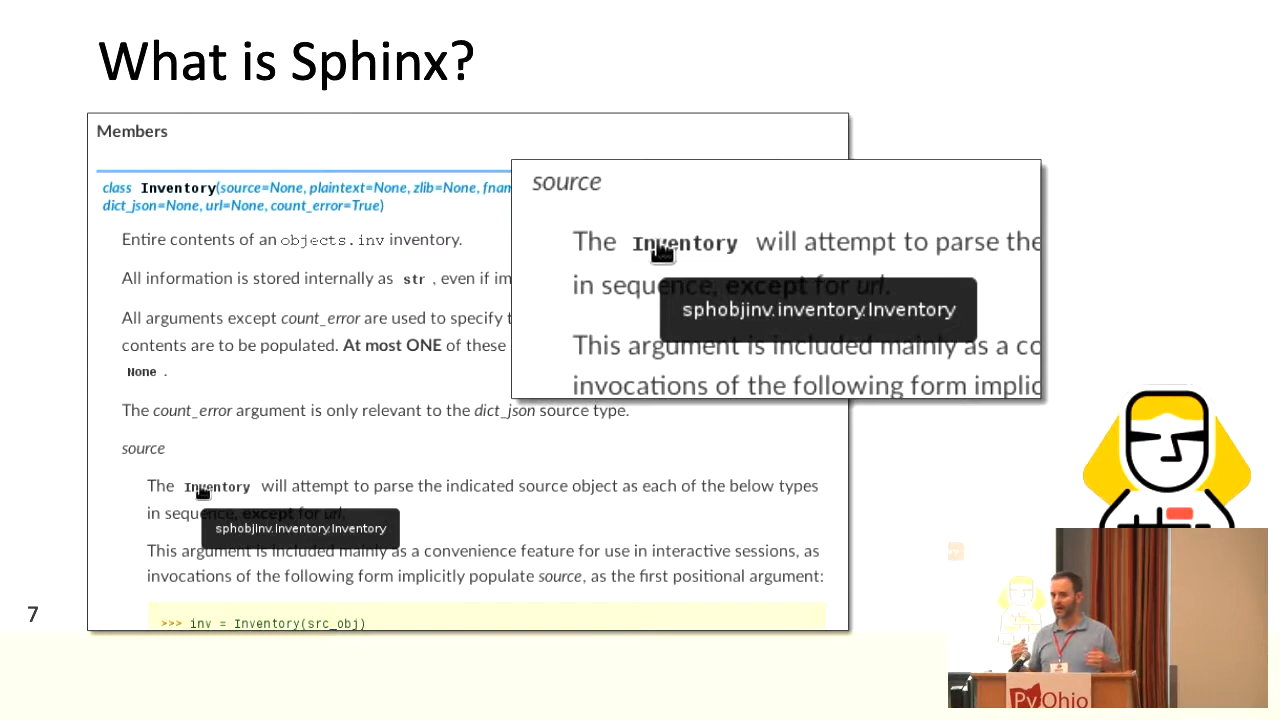 What is Sphinx?
Members
class Inventory(source=None, plaintext=None, zlib=None, fnam
dict_json=None, url=None, count_error=True)
Entire contents of an objects.inv inventory.
All information is stored internally as str , even if im
All arguments except count_error are used to specify t
contents are to be populated. At most ONE of these
None .
The count_error argument is only relevant to the dict_json source type.
source
The Inventory will attempt to parse the indicated source object as each of the below types
in sequence, except for url.
sphobjinv.inventory.Inventory
This argument is included mainly as a convenience feature for use in interactive sessions, as
invocations of the following form implicitly populate source, as the first positional argument:
>>> inv = Inventory(src_obj)
source
The Inventory will attempt to parse the
in sequence, except for url.
sphobjinv.inventory.Inventory
This argument is included mainly as a co
invocations of the following form implic
7
PyOhio